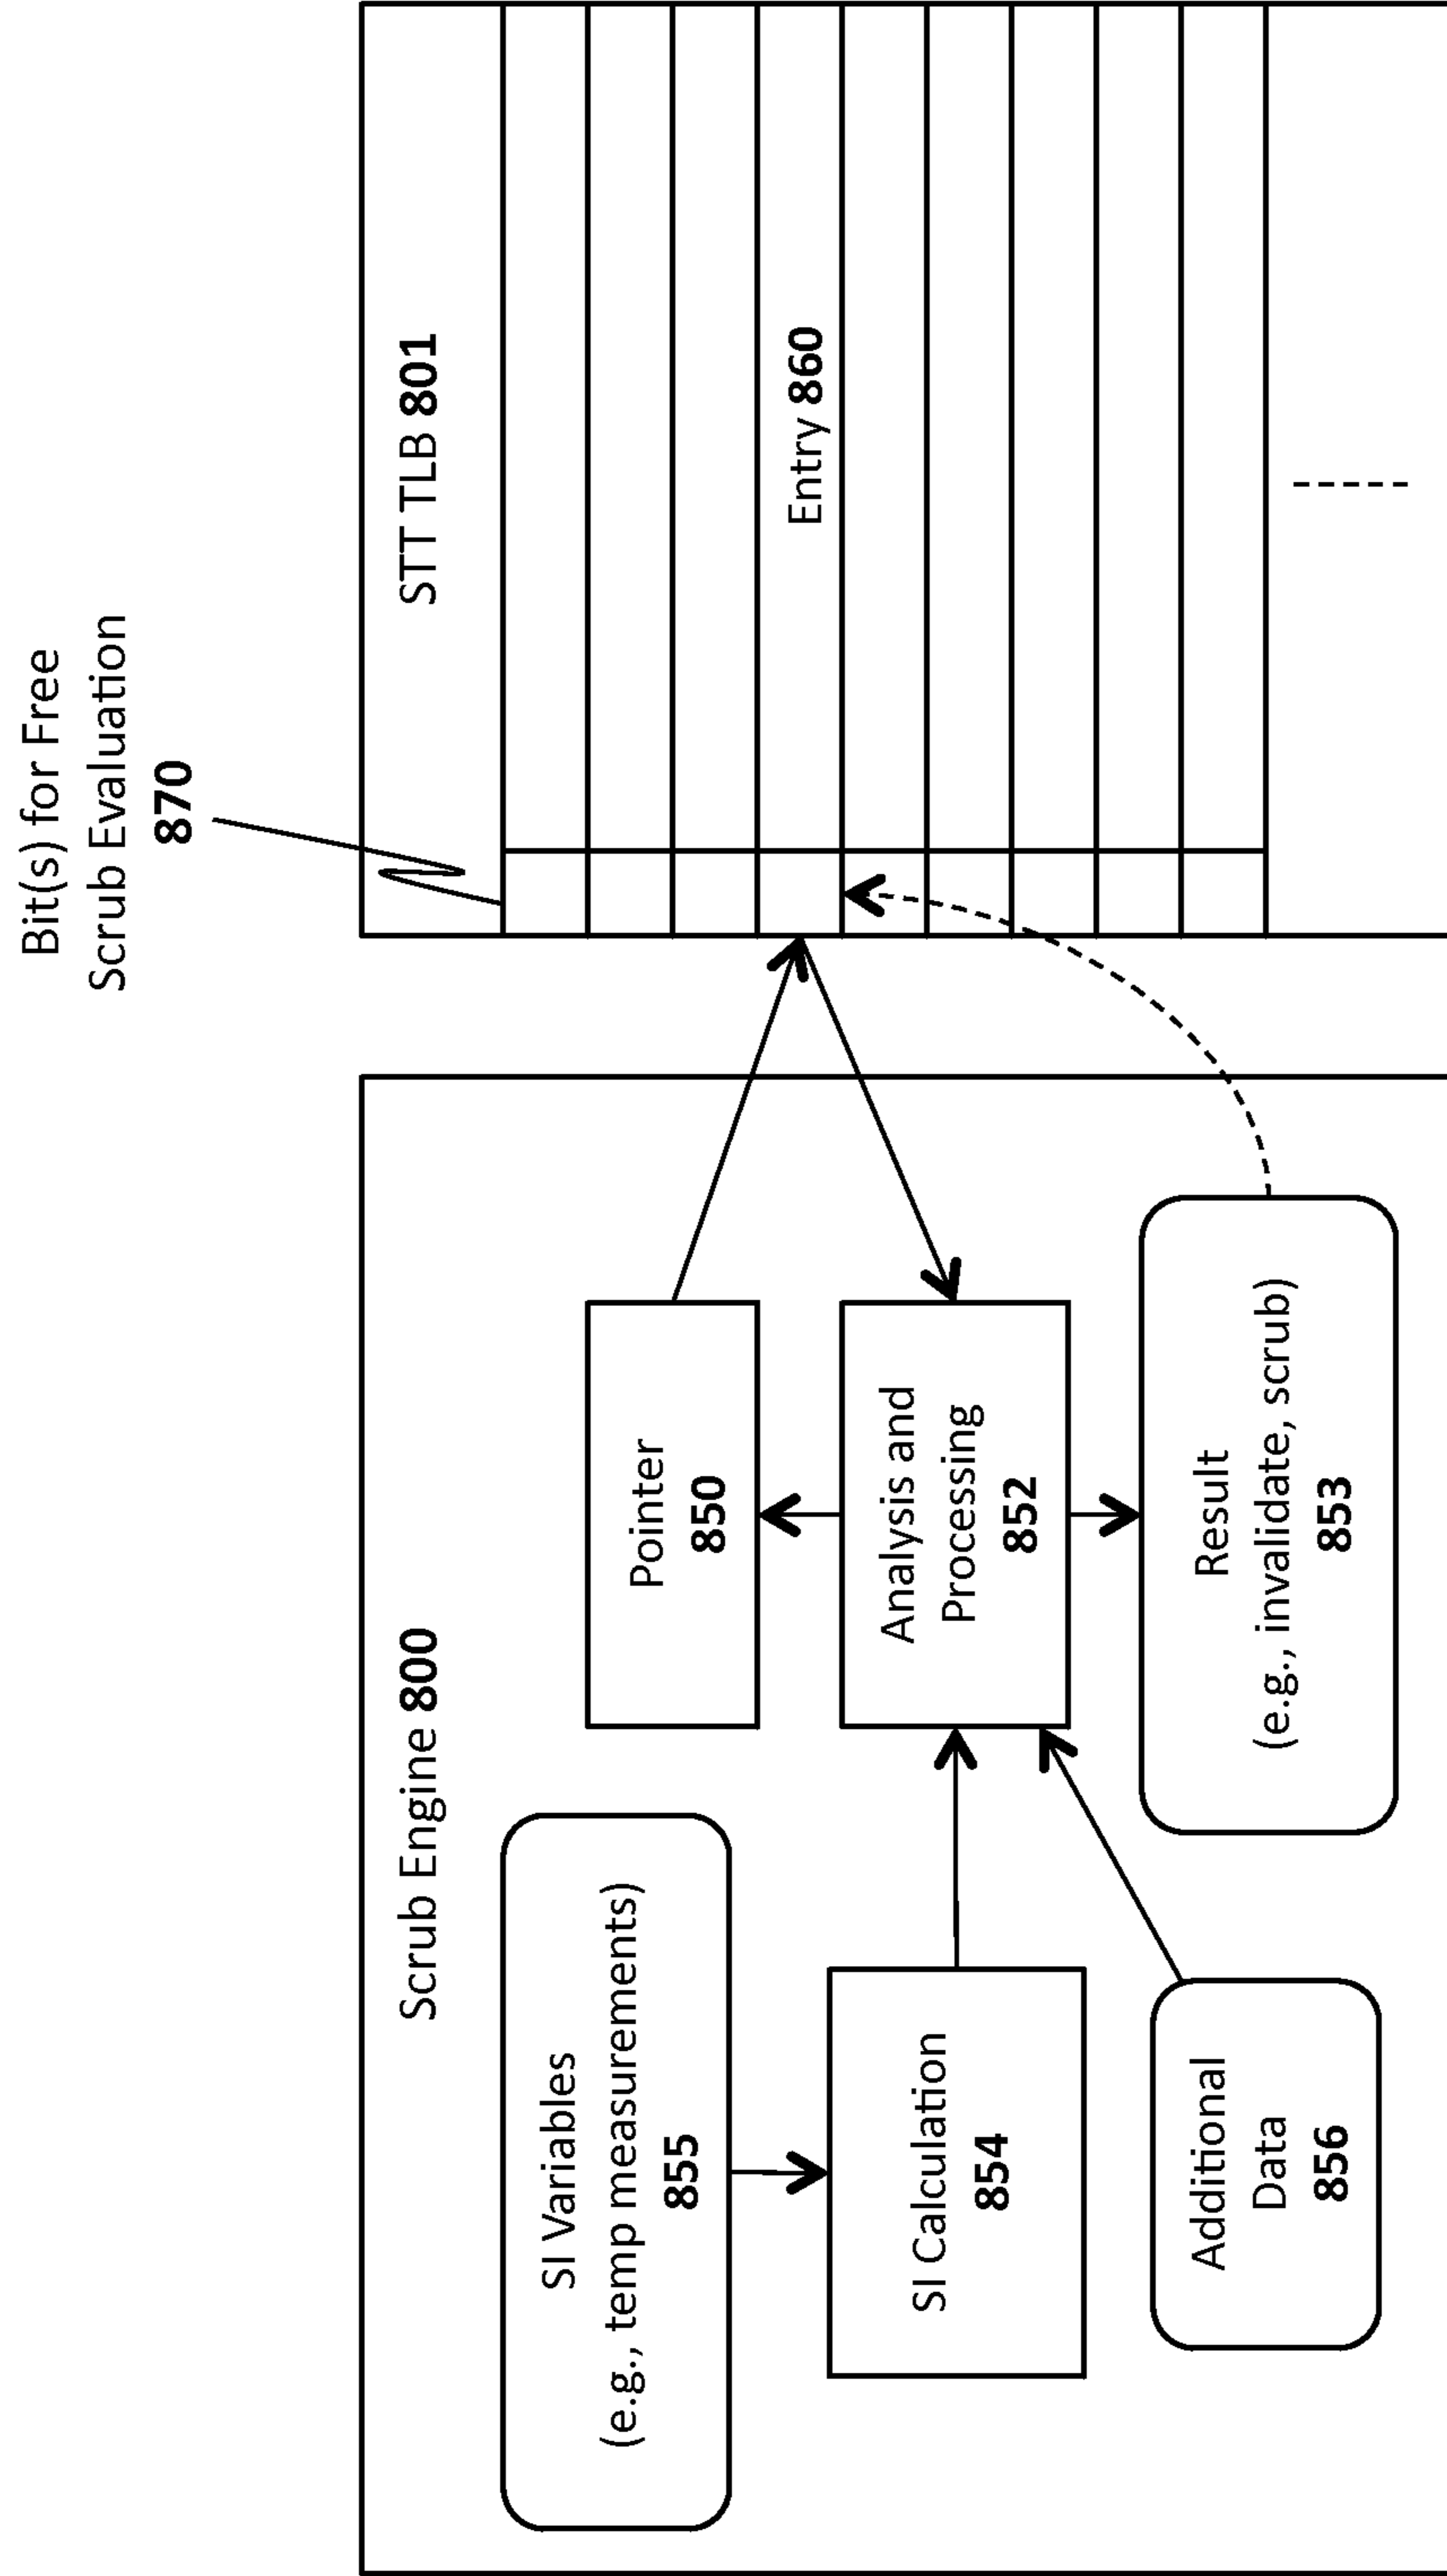 Bit(s) for Free
Scrub Evaluation
870
Scrub Engine 800
STT TLB 801
SI Variables
(e.g., temp measurements)
855
Pointer
850
Entry 860
SI Calculation
854
Analysis and
Processing
852
Additional
Data
856
Result
(e.g., invalidate, scrub)
853